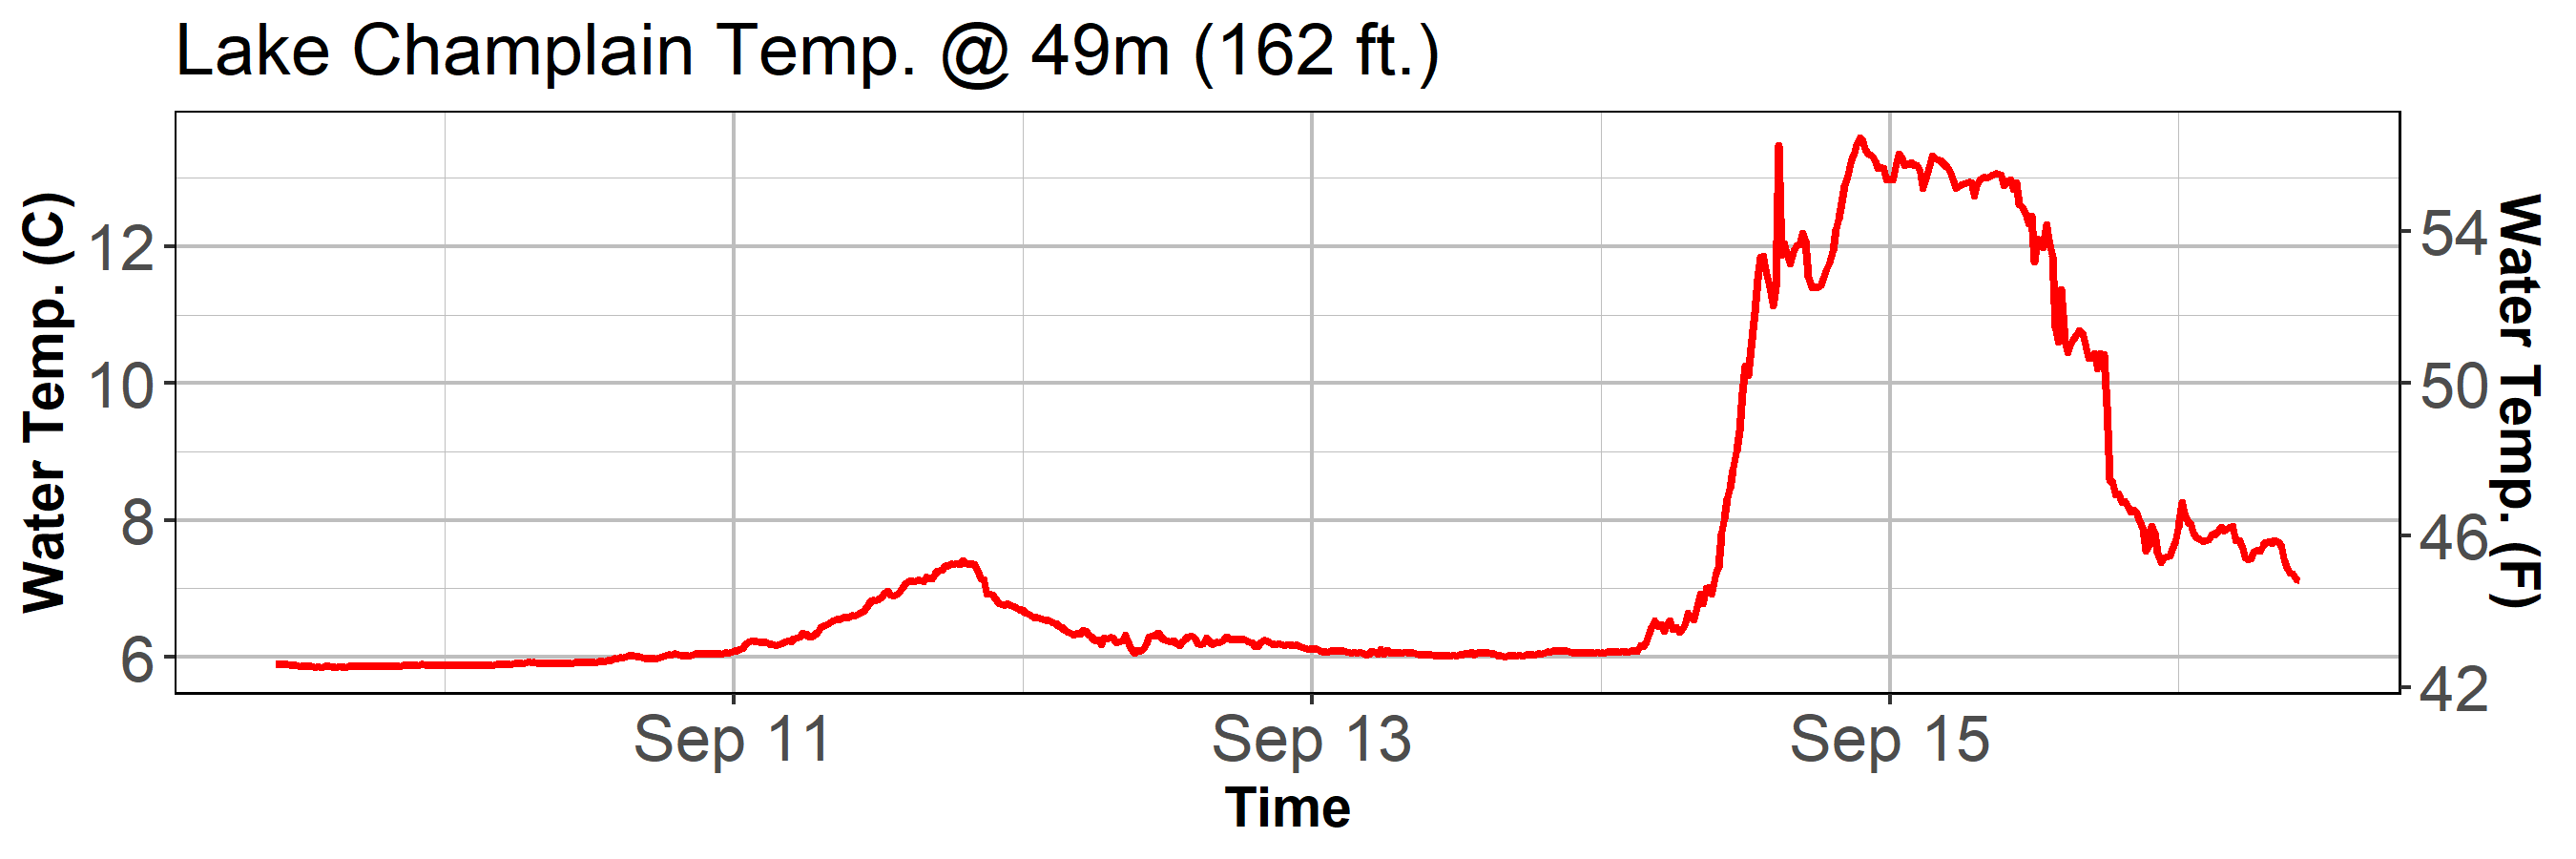 Lake Champlain Temp. @ 49m (162 ft.)
Water Temp. (C)
12
10
8
6
54
50
46
42
Water Temp. (F)
Sep 11
Sep 13
Sep 15
Time